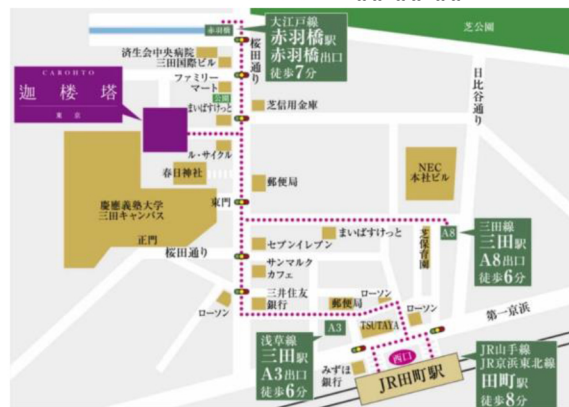 大江戸線
赤羽橋駅
赤羽橋出口
徒歩7分
芝公園
赤羽橋
済生会中央病院
三田国際ビル
桜田通り
日比谷通り
CAROHTO
迦楼塔
東京
ファミリー
マート
公園
まいばすけっと
芝信用金庫
ル・サイクル
春日神社
郵便局
NEC
本社ビル
慶應義塾大学
三田キャンパス
東門
正門
桜田通り
まいばすけっと
セブンイレブン
保育園
A8
三田線
三田駅
A8出口
徒歩6分
サンマルク
カフェ
三井住友
銀行
ローソン
郵便局
ローソン
ローソン
第一京浜
TSUTAYA
A3
浅草線
三田駅
A3出口
徒歩6分
みずほ
銀行
西口
JR田町駅
JR山手線
JR京浜東北線
田町駅
徒歩8分